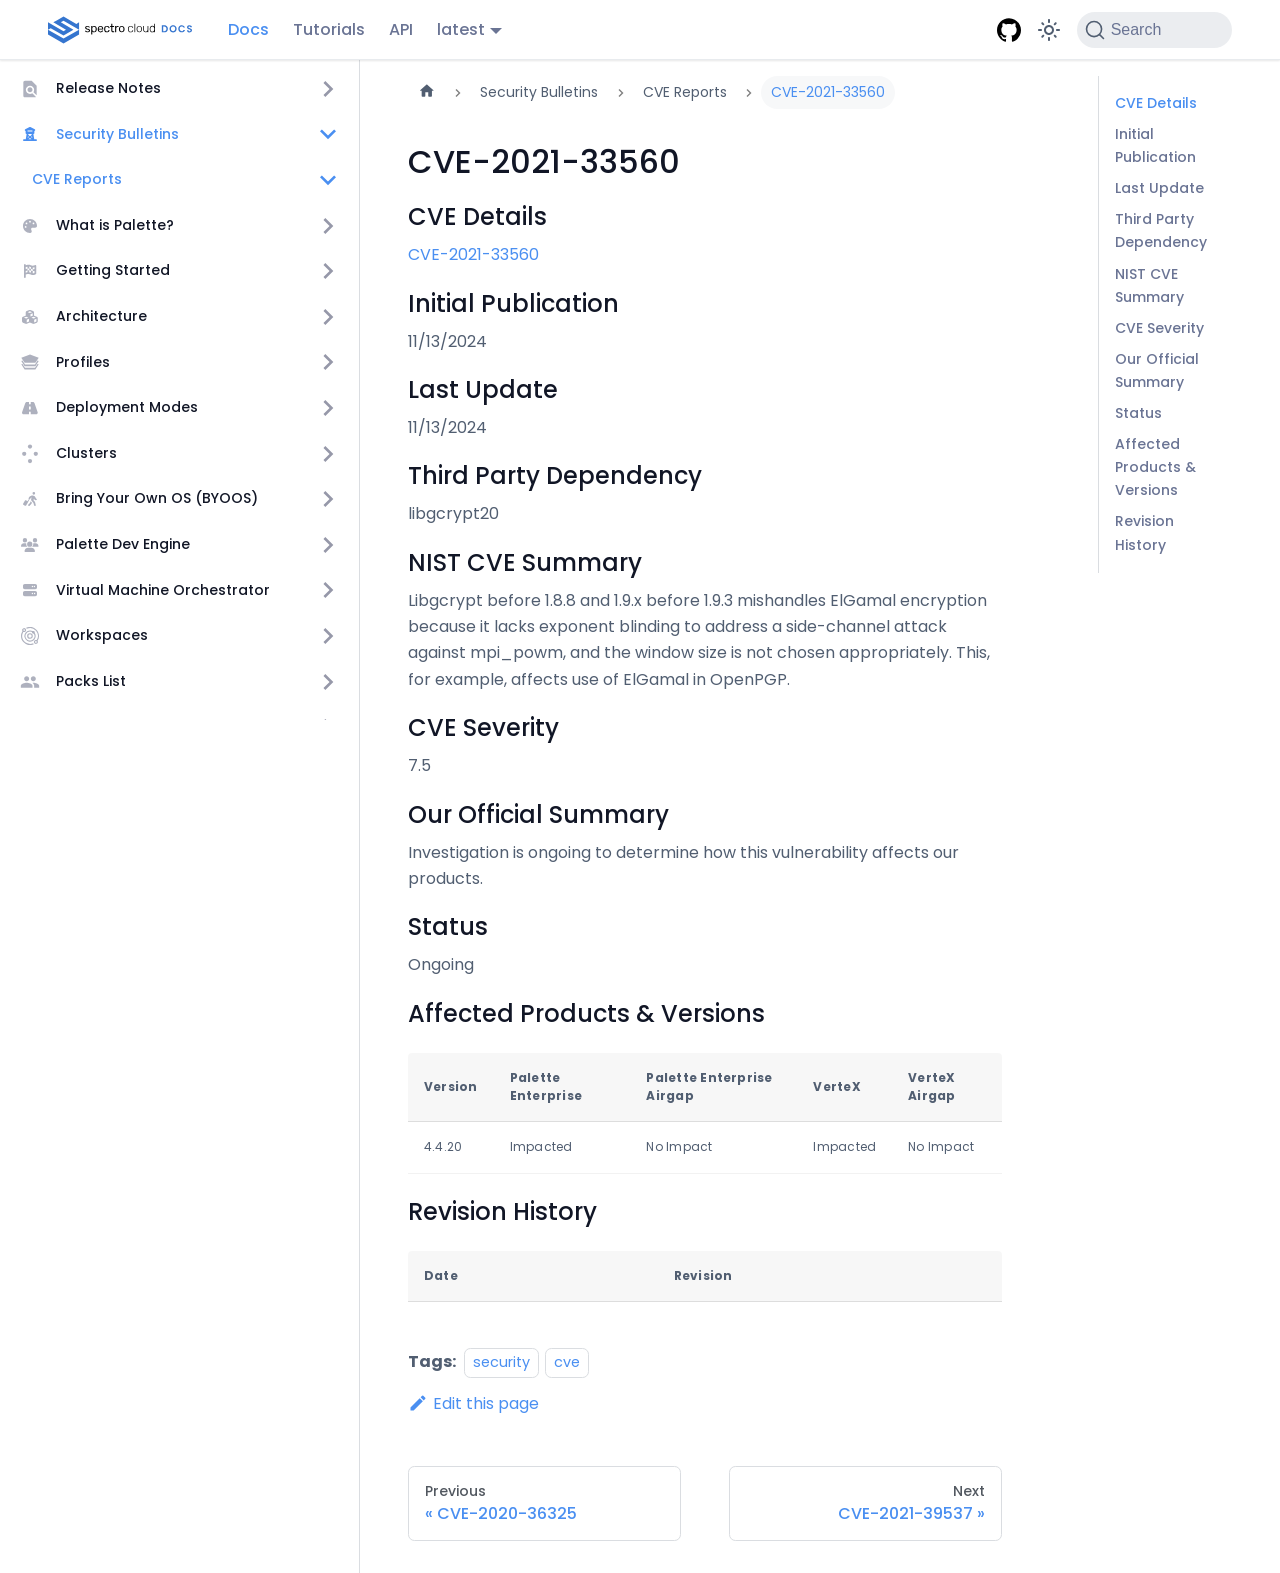 spectro cloud DOCS
Docs
Tutorials
API
latest
Search
Release Notes
Security Bulletins
CVE Reports
What is Palette?
Getting Started
Architecture
Profiles
Deployment Modes
Clusters
Bring Your Own OS (BYOOS)
Palette Dev Engine
Virtual Machine Orchestrator
Workspaces
Packs List
Security Bulletins
CVE Reports
CVE-2021-33560
CVE-2021-33560
CVE Details
CVE-2021-33560
Initial Publication
11/13/2024
Last Update
11/13/2024
Third Party Dependency
libgcrypt20
NIST CVE Summary
Libgcrypt before 1.8.8 and 1.9.x before 1.9.3 mishandles ElGamal encryption
because it lacks exponent blinding to address a side-channel attack
against mpi_powm, and the window size is not chosen appropriately. This,
for example, affects use of ElGamal in OpenPGP.
CVE Severity
7.5
Our Official Summary
Investigation is ongoing to determine how this vulnerability affects our
products.
Status
Ongoing
Affected Products & Versions
Version Palette Enterprise Palette Enterprise Airgap VerteX VerteX Airgap
4.4.20 Impacted No Impact Impacted No Impact
Revision History
Date Revision
Tags: security cve
Edit this page
Previous
« CVE-2020-36325
Next
CVE-2021-39537 »
CVE Details
Initial
Publication
Last Update
Third Party
Dependency
NIST CVE
Summary
CVE Severity
Our Official
Summary
Status
Affected
Products &
Versions
Revision
History